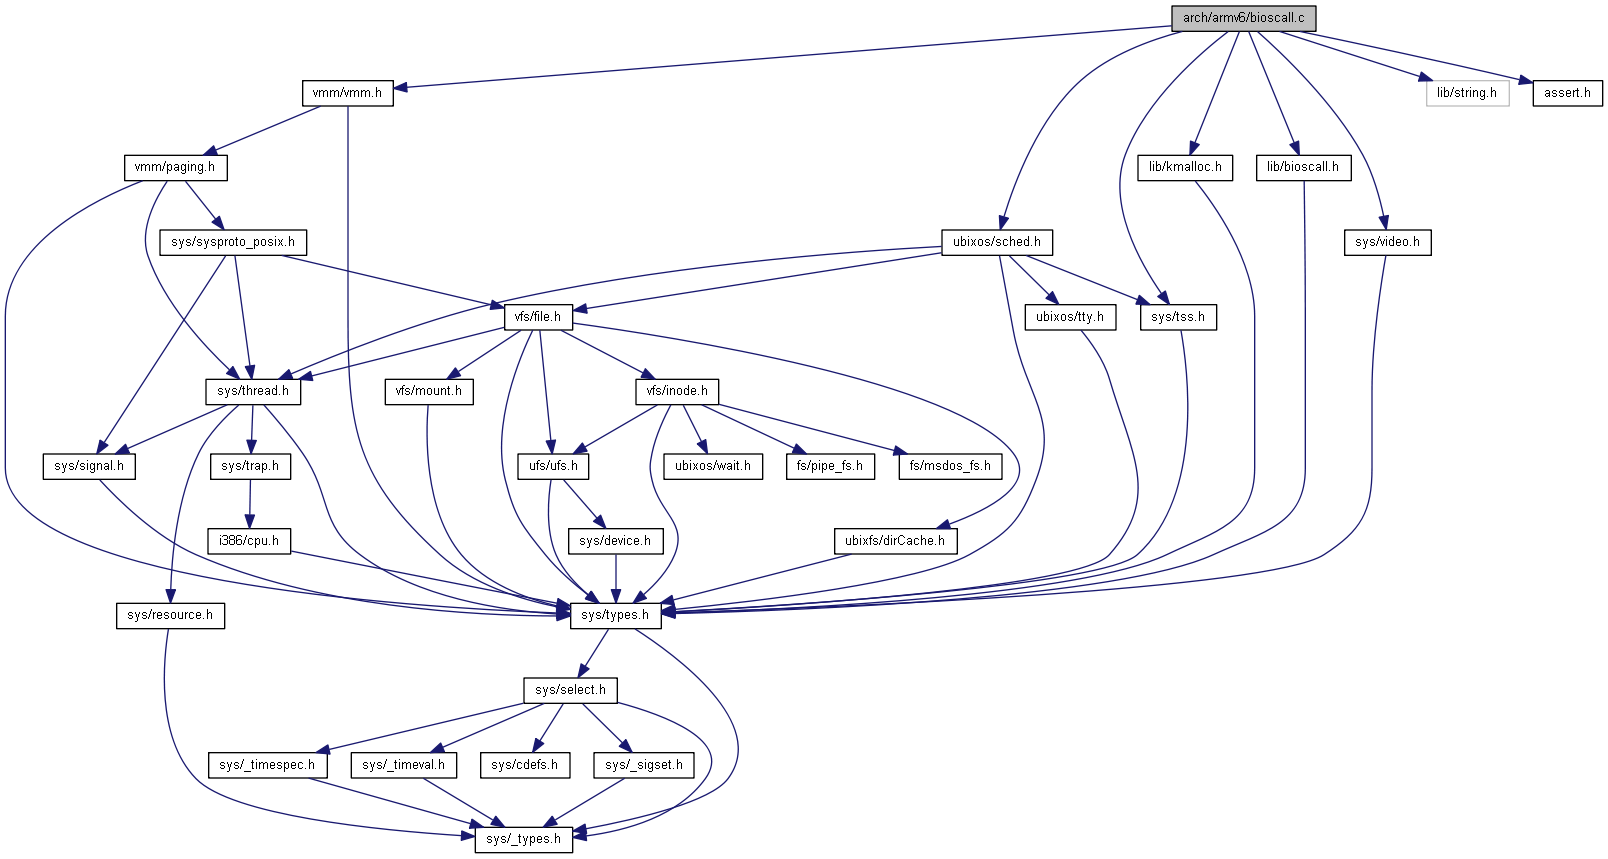 arch/armv6/bioscall.c
vmm/vmm.h
lib/string.h
assert.h
vmm/paging.h
lib/kmalloc.h
lib/bioscall.h
sys/sysproto_posix.h
ubixos/sched.h
sys/video.h
vfs/file.h
ubixos/tty.h
sys/tss.h
sys/thread.h
vfs/mount.h
vfs/inode.h
sys/signal.h
sys/trap.h
ufs/ufs.h
ubixos/wait.h
fs/pipe_fs.h
fs/msdos_fs.h
i386/cpu.h
sys/device.h
ubixfs/dirCache.h
sys/resource.h
sys/types.h
sys/select.h
sys/_timespec.h
sys/_timeval.h
sys/cdefs.h
sys/_sigset.h
sys/_types.h